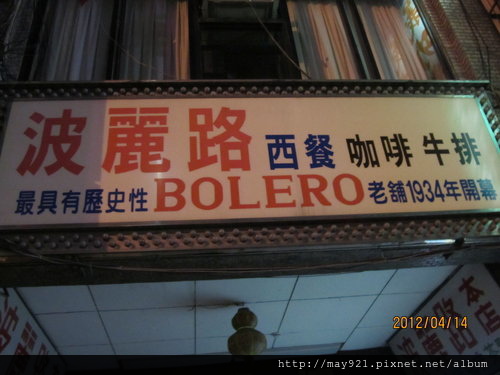 波麗路 西餐 咖啡 牛排
最具有歷史性 BOLERO 老舖1934年開幕
2012/04/14
http://may921.pixnet.net/album